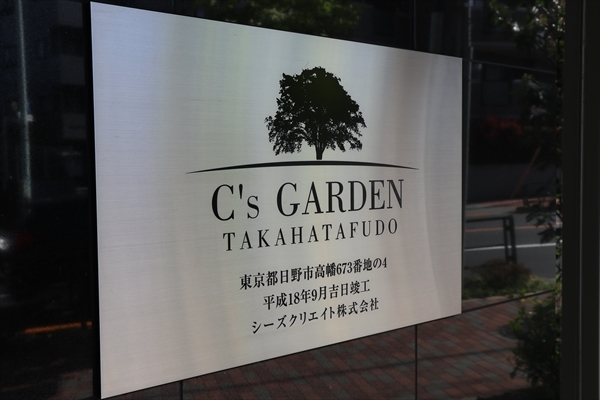 C's GARDEN
TAKAHATAFUDO
東京都日野市高幡673番地の4
平成18年9月吉日竣工
シーズクリエイト株式会社